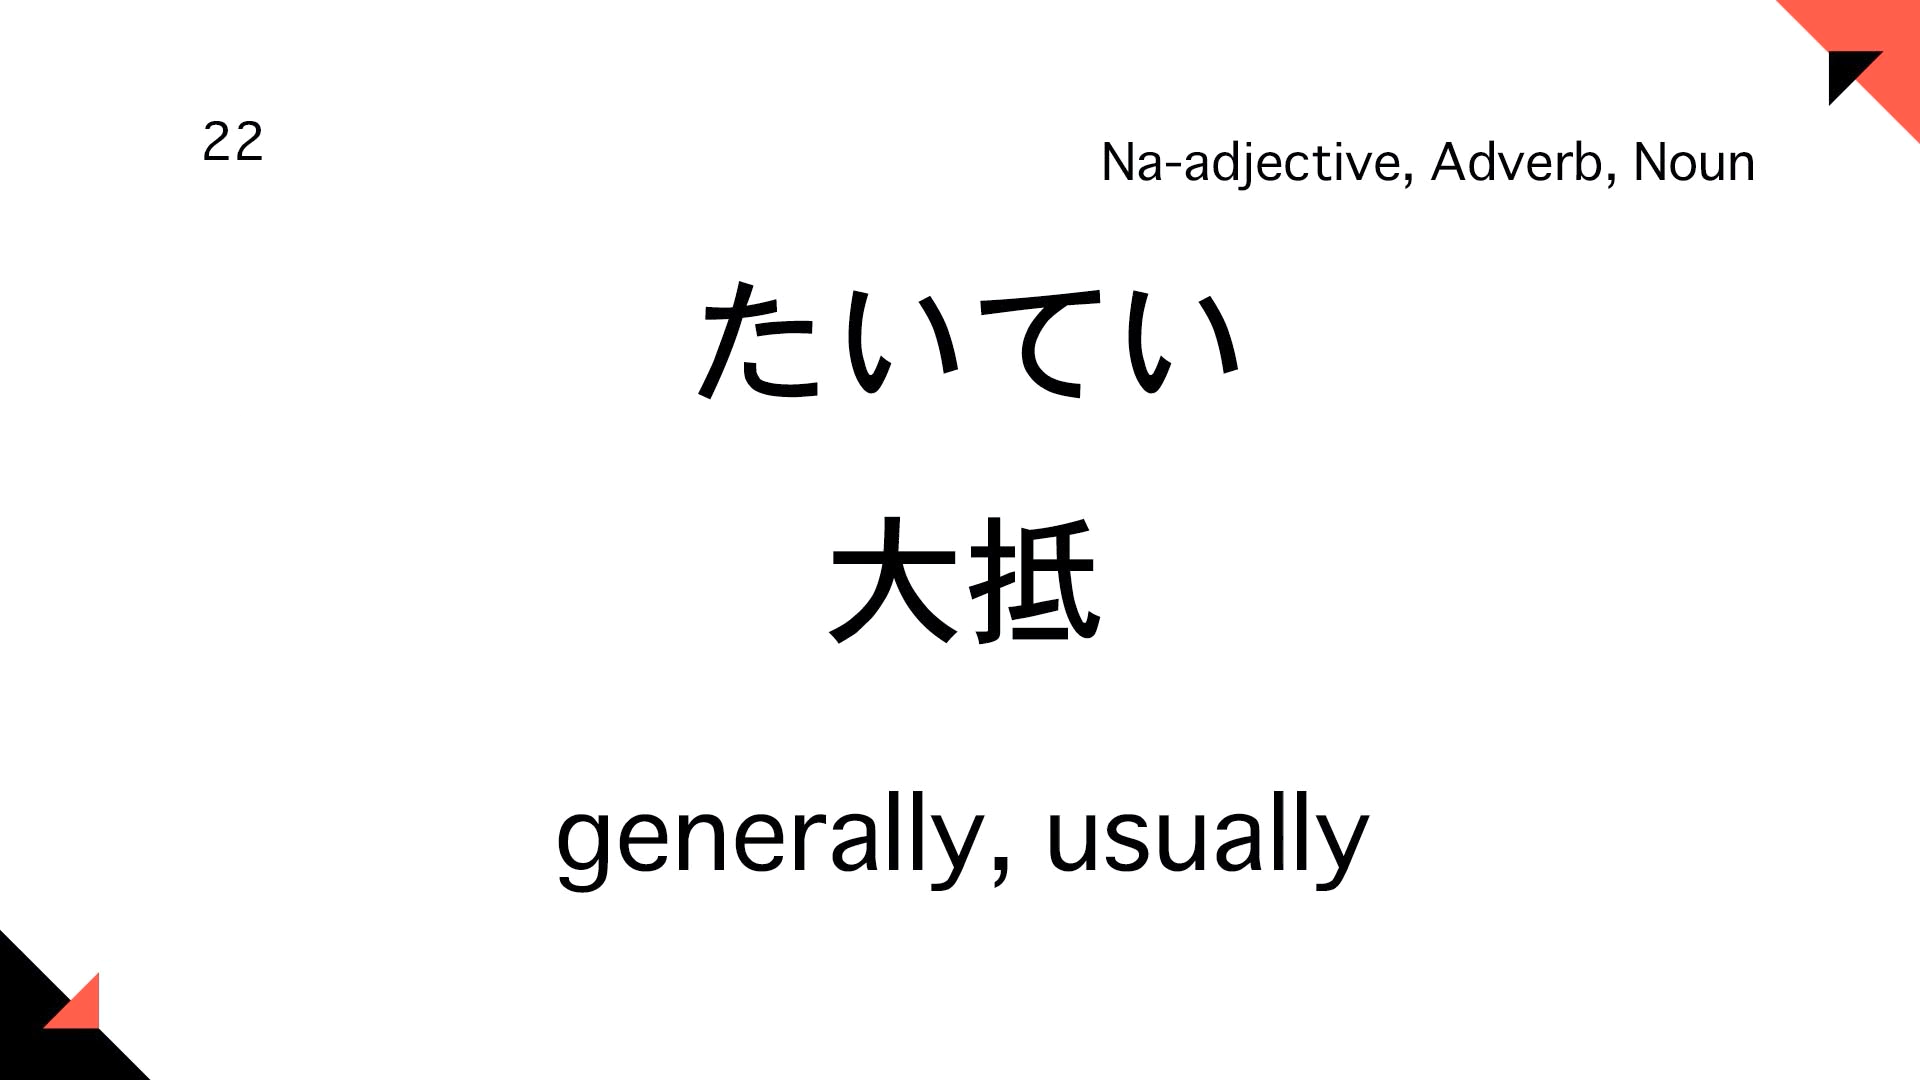 22
Na-adjective, Adverb, Noun
たいてい
大抵
generally, usually